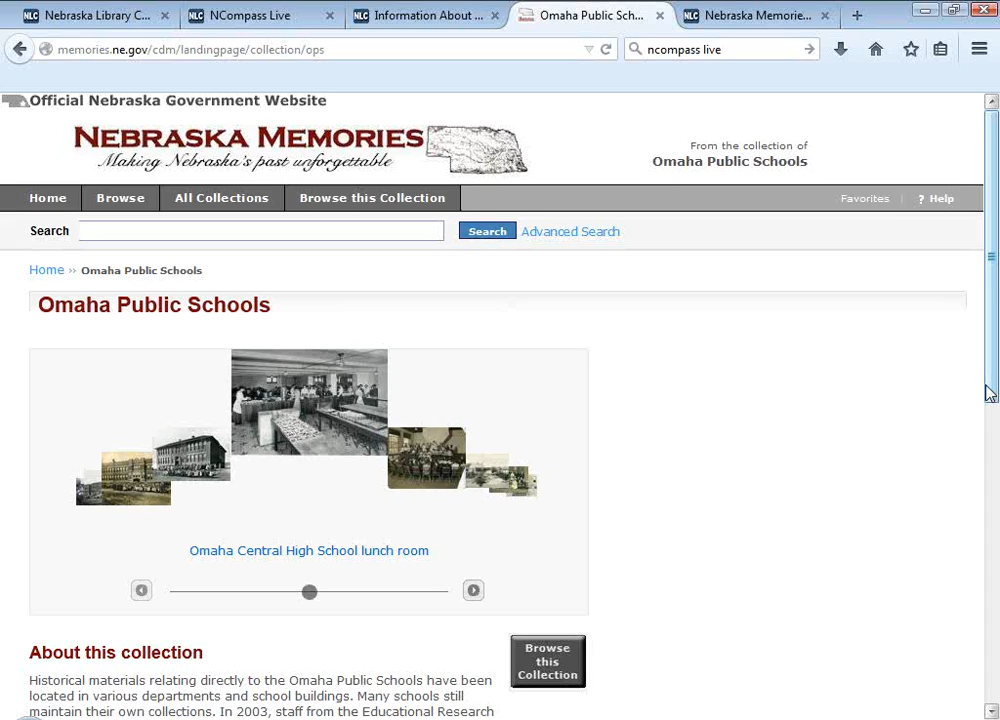 NLC Nebraska Library C... × NLC NCompass Live × NLC Information About ... × Omaha Public Sch... × NLC Nebraska Memorie... × +
memories.ne.gov/cdm/landingpage/collection/ops ncompass live
Official Nebraska Government Website
NEBRASKA MEMORIES
Making Nebraska's past unforgettable
From the collection of
Omaha Public Schools
Home Browse All Collections Browse this Collection Favorites | ? Help
Search Search Advanced Search
Home ›› Omaha Public Schools
Omaha Public Schools
Omaha Central High School lunch room
About this collection
Browse this Collection
Historical materials relating directly to the Omaha Public Schools have been
located in various departments and school buildings. Many schools still
maintain their own collections. In 2003, staff from the Educational Research